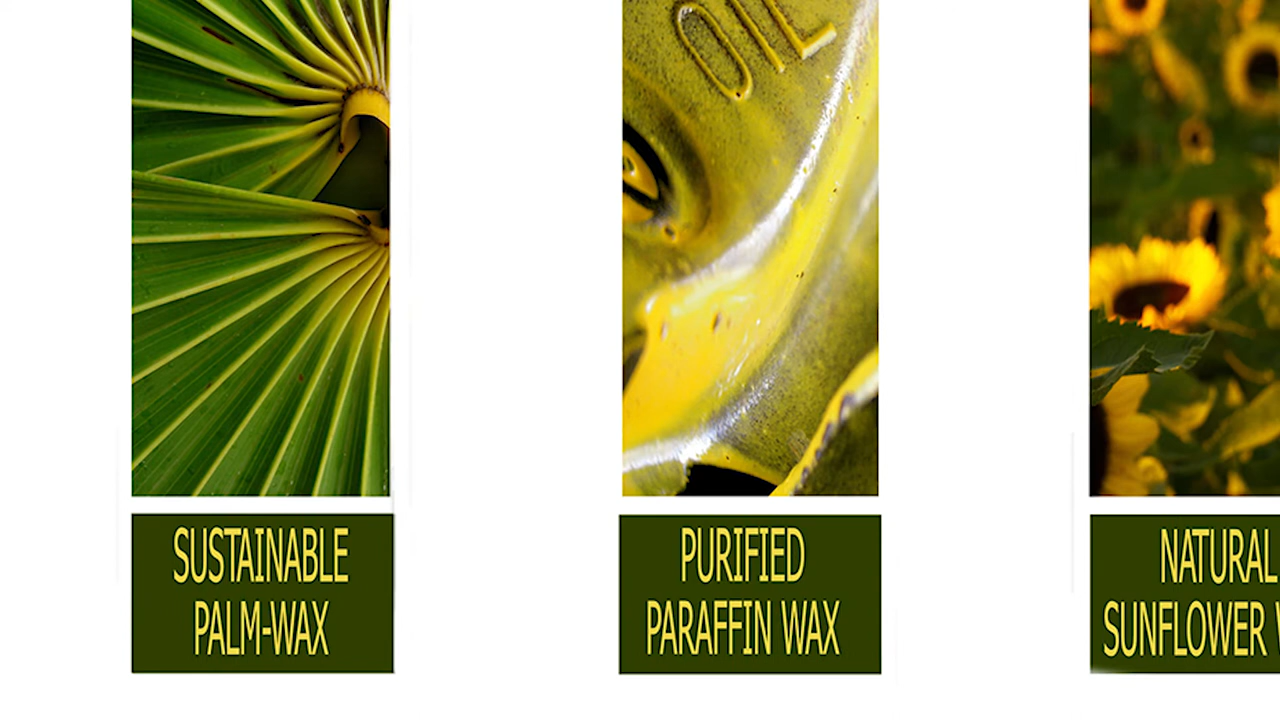 OIL
SUSTAINABLE
PALM-WAX
PURIFIED
PARAFFIN WAX
NATURAL
SUNFLOWER